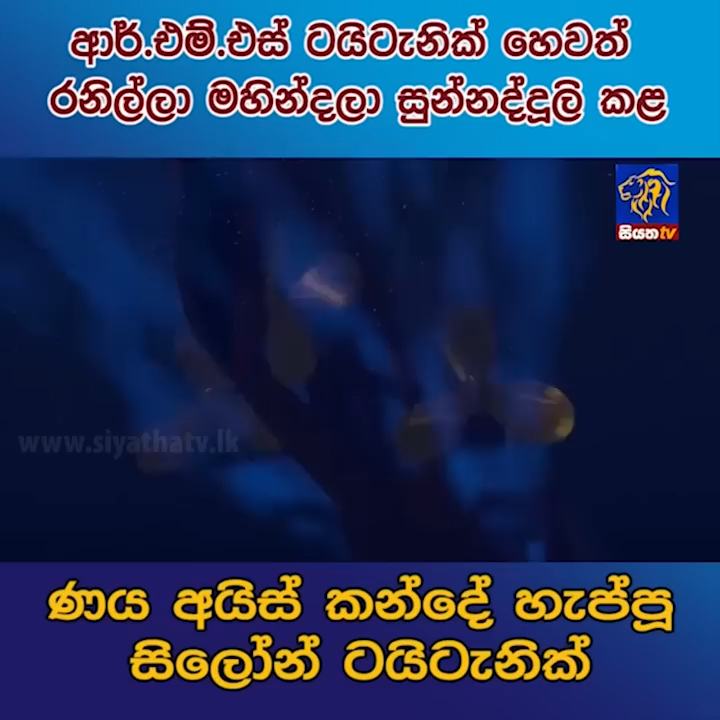 ආර්.එම්.එස් ටයිටැනික් හෙවත්
රනිල්ලා මහින්දලා සුන්නද්දූලි කළ
සියත tv
www.siyathatv.lk
ණය අයිස් කන්දේ හැප්පූ
සිලෝන් ටයිටැනික්